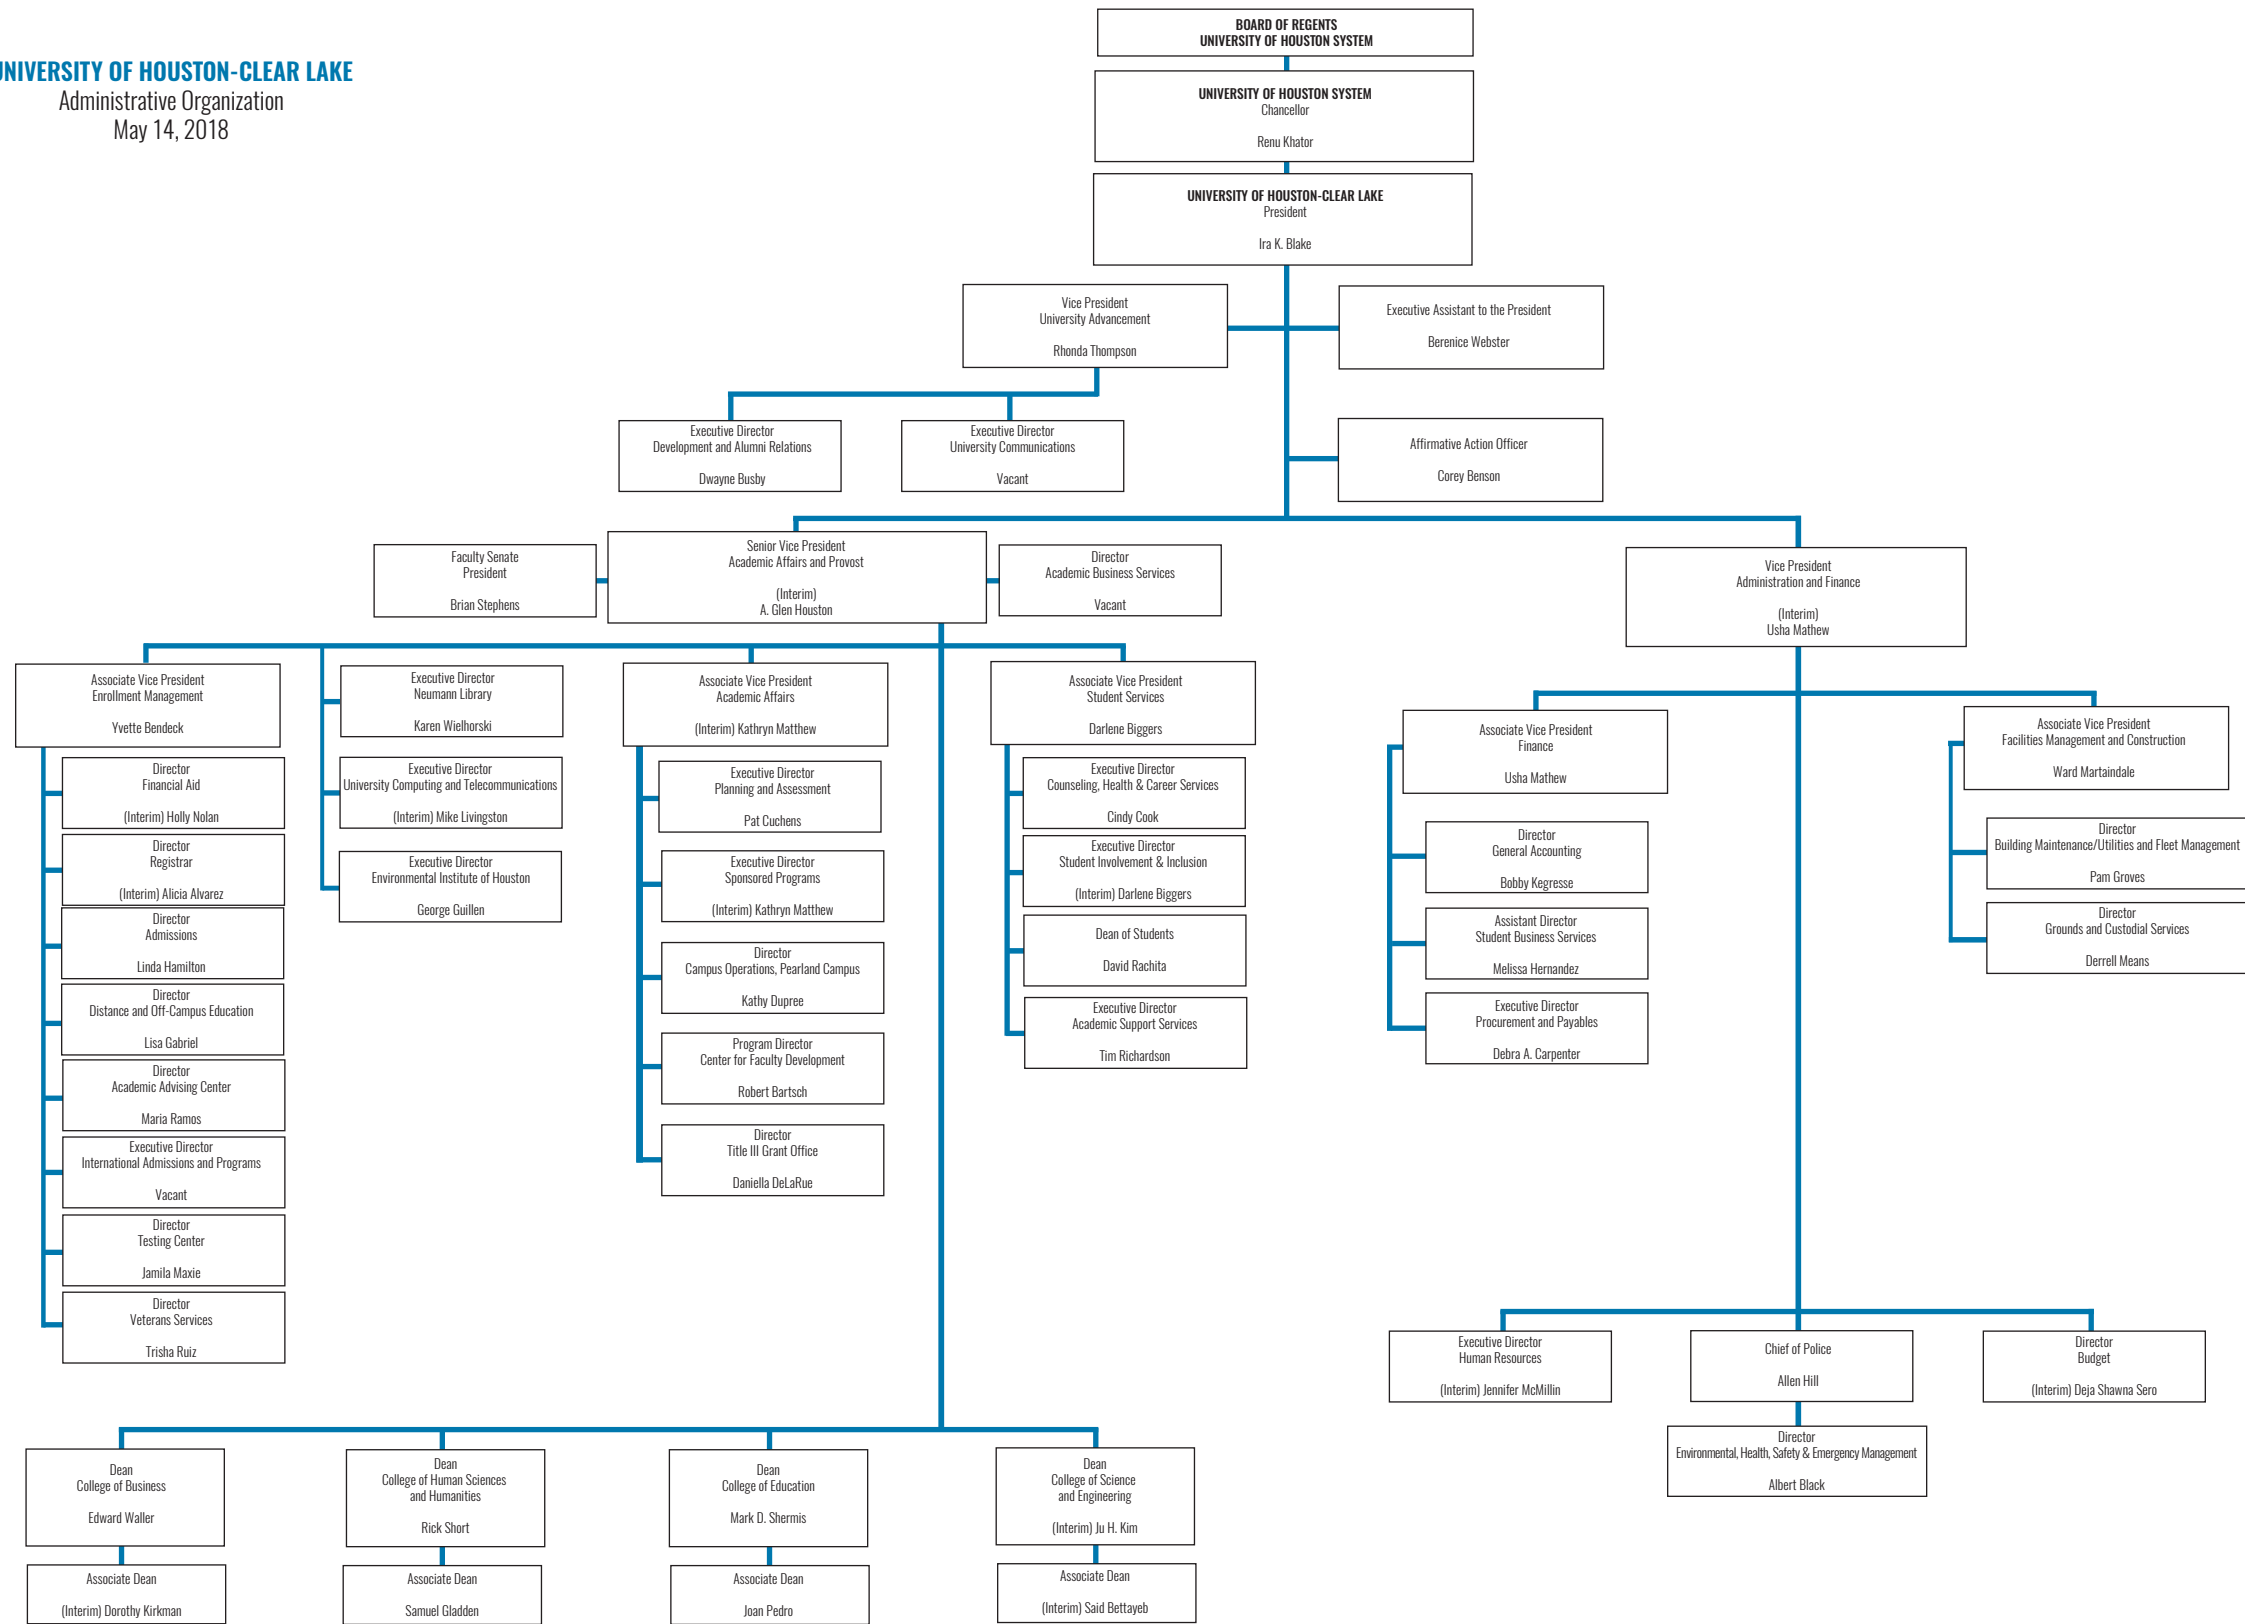 UNIVERSITY OF HOUSTON-CLEAR LAKE
Administrative Organization
May 14, 2018
BOARD OF REGENTS
UNIVERSITY OF HOUSTON SYSTEM
UNIVERSITY OF HOUSTON SYSTEM
Chancellor
Renu Khator
UNIVERSITY OF HOUSTON-CLEAR LAKE
President
Ira K. Blake
Vice President
University Advancement
Rhonda Thompson
Executive Assistant to the President
Berenice Webster
Executive Director
Development and Alumni Relations
Dwayne Busby
Executive Director
University Communications
Vacant
Affirmative Action Officer
Corey Benson
Faculty Senate
President
Brian Stephens
Senior Vice President
Academic Affairs and Provost
(Interim)
A. Glen Houston
Director
Academic Business Services
Vacant
Vice President
Administration and Finance
(Interim)
Usha Mathew
Associate Vice President
Enrollment Management
Yvette Bendeck
Director
Financial Aid
(Interim) Holly Nolan
Director
Registrar
(Interim) Alicia Alvarez
Director
Admissions
Linda Hamilton
Director
Distance and Off-Campus Education
Lisa Gabriel
Director
Academic Advising Center
Maria Ramos
Executive Director
International Admissions and Programs
Vacant
Director
Testing Center
Jamila Maxie
Director
Veterans Services
Trisha Ruiz
Executive Director
Neumann Library
Karen Wielhorski
Executive Director
University Computing and Telecommunications
(Interim) Mike Livingston
Executive Director
Environmental Institute of Houston
George Guillen
Associate Vice President
Academic Affairs
(Interim) Kathryn Matthew
Executive Director
Planning and Assessment
Pat Cuchens
Executive Director
Sponsored Programs
(Interim) Kathryn Matthew
Director
Campus Operations, Pearland Campus
Kathy Dupree
Program Director
Center for Faculty Development
Robert Bartsch
Director
Title III Grant Office
Daniella DeLaRue
Associate Vice President
Student Services
Darlene Biggers
Executive Director
Counseling, Health & Career Services
Cindy Cook
Executive Director
Student Involvement & Inclusion
(Interim) Darlene Biggers
Dean of Students
David Rachita
Executive Director
Academic Support Services
Tim Richardson
Associate Vice President
Finance
Usha Mathew
Director
General Accounting
Bobby Kegresse
Assistant Director
Student Business Services
Melissa Hernandez
Executive Director
Procurement and Payables
Debra A. Carpenter
Associate Vice President
Facilities Management and Construction
Ward Martaindale
Director
Building Maintenance/Utilities and Fleet Management
Pam Groves
Director
Grounds and Custodial Services
Derrell Means
Executive Director
Human Resources
(Interim) Jennifer McMillin
Chief of Police
Allen Hill
Director
Budget
(Interim) Deja Shawna Sero
Director
Environmental, Health, Safety & Emergency Management
Albert Black
Dean
College of Business
Edward Waller
Dean
College of Human Sciences
and Humanities
Rick Short
Dean
College of Education
Mark D. Shermis
Dean
College of Science
and Engineering
(Interim) Ju H. Kim
Associate Dean
(Interim) Dorothy Kirkman
Associate Dean
Samuel Gladden
Associate Dean
Joan Pedro
Associate Dean
(Interim) Said Bettayeb